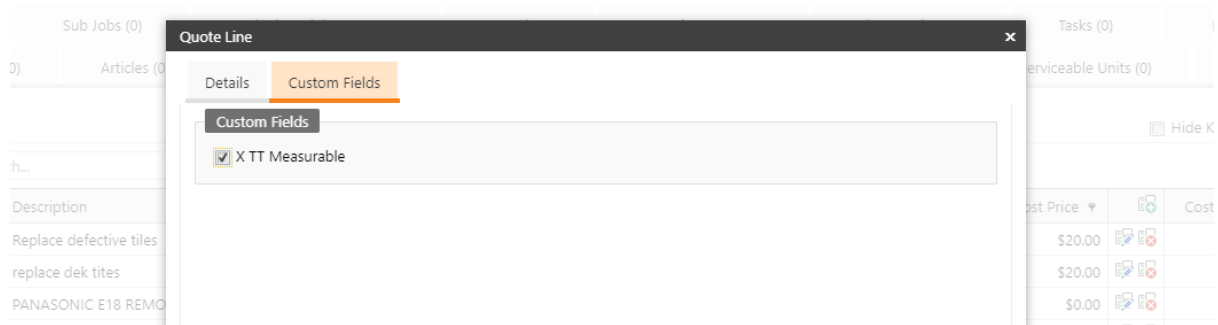 Sub Jobs (0)
Tasks (0)
Quote Line
x
0)
Articles (0
erviceable Units (0)
Details
Custom Fields
Custom Fields
Hide K
X TT Measurable
h...
Description
ost Price
Cost
Replace defective tiles
$20.00
replace dek tites
$20.00
PANASONIC E18 REMO
$0.00